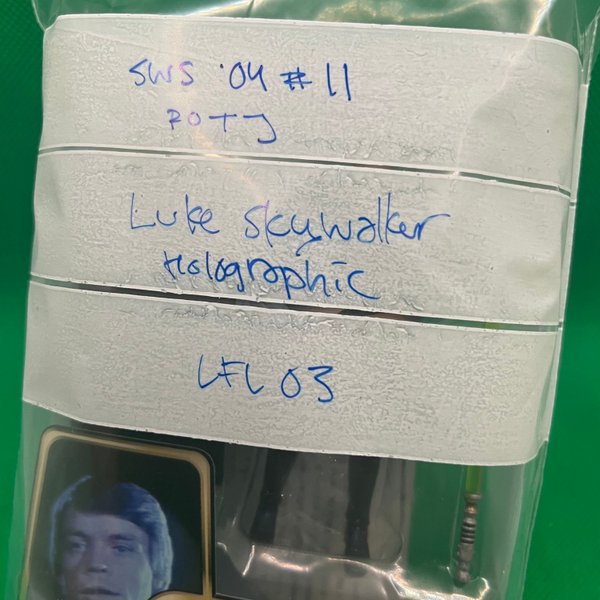 SWS '04 #11
ROTJ
Luke Skywalker
Holographic
LFL 03